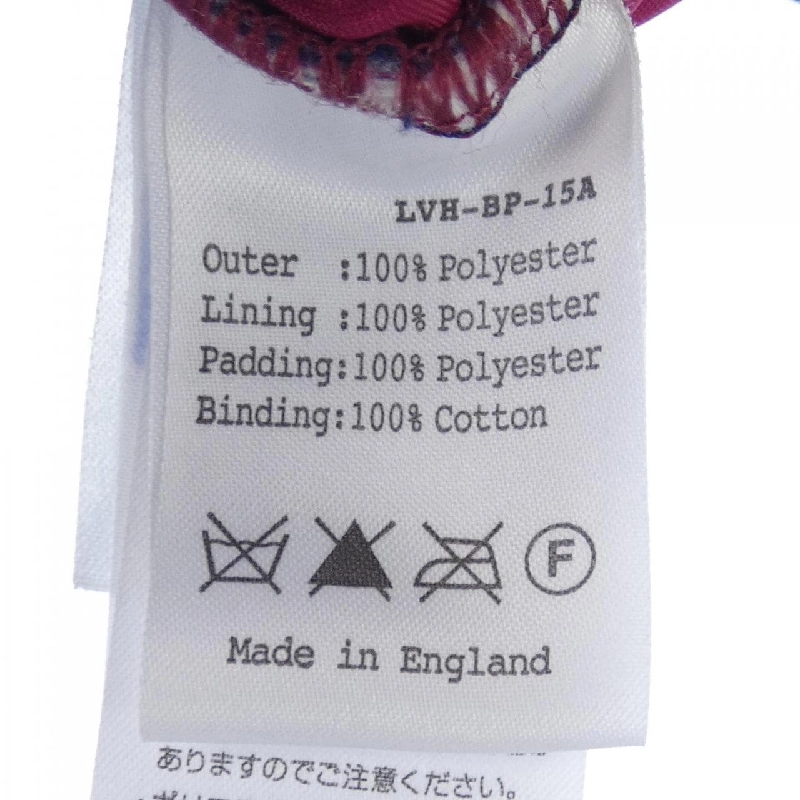 LVH-BP-15A
Outer :100% Polyester
Lining :100% Polyester
Padding:100% Polyester
Binding:100% Cotton
F
Made in England
ありますのでご注意ください。